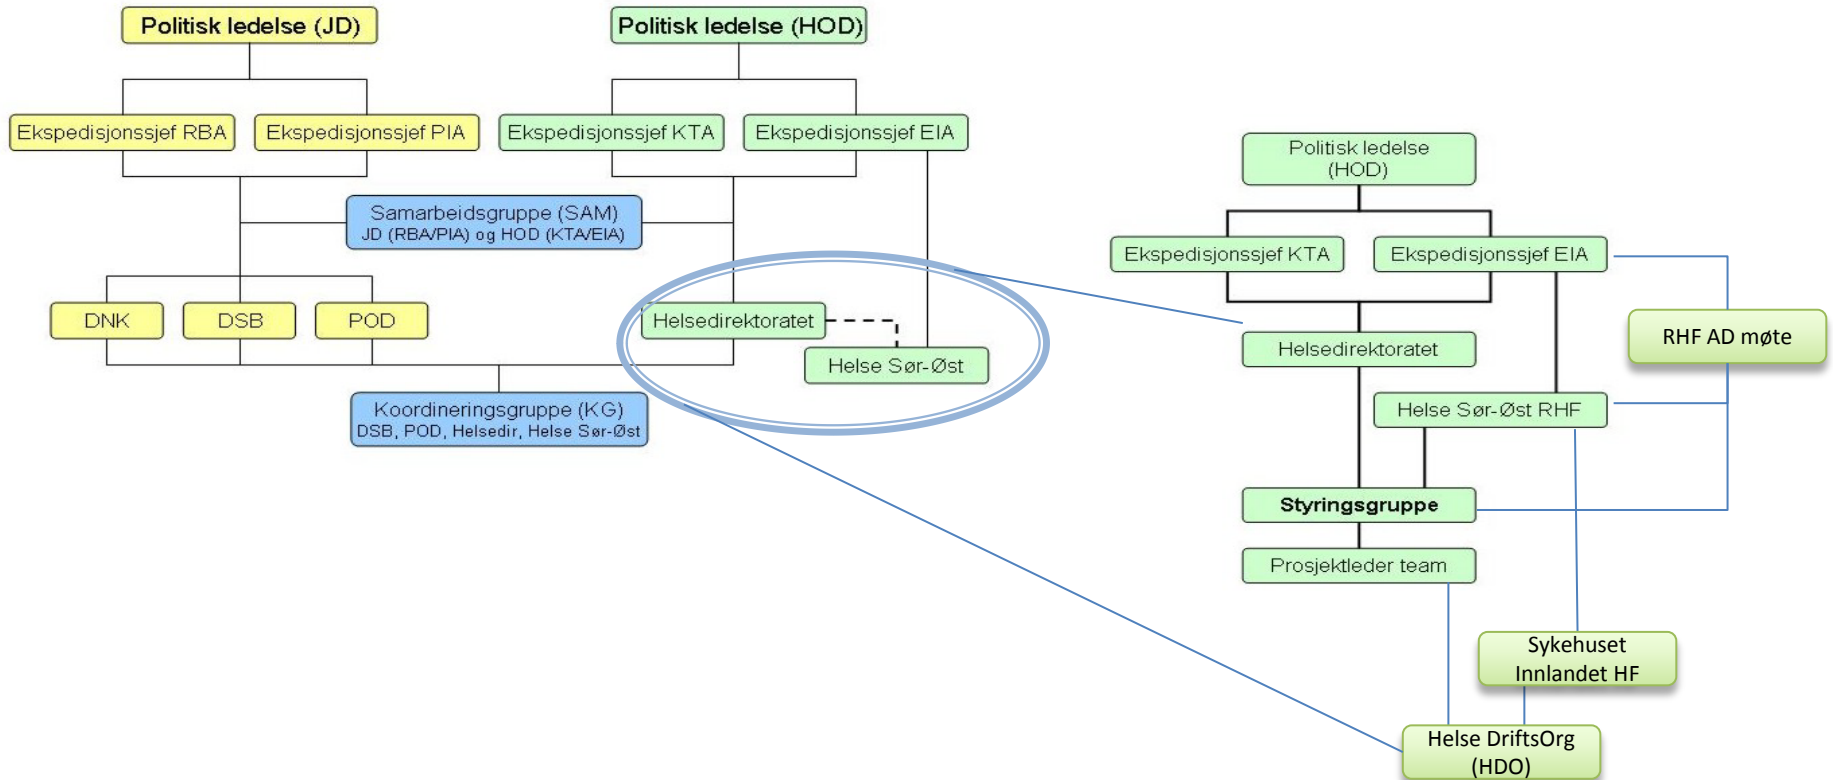 Politisk ledelse (JD)
Politisk ledelse (HOD)
Ekspedisjonssjef RBA
Ekspedisjonssjef PIA
Ekspedisjonssjef KTA
Ekspedisjonssjef EIA
Samarbeidsgruppe (SAM)
JD (RBA/PIA) og HOD (KTA/EIA)
DNK
DSB
POD
Helsedirektoratet
Helse Sør-Øst
Koordineringsgruppe (KG)
DSB, POD, Helsedir, Helse Sør-Øst
Politisk ledelse
(HOD)
Ekspedisjonssjef KTA
Ekspedisjonssjef EIA
Helsedirektoratet
RHF AD møte
Helse Sør-Øst RHF
Styringsgruppe
Prosjektleder team
Sykehuset
Innlandet HF
Helse DriftsOrg
(HDO)